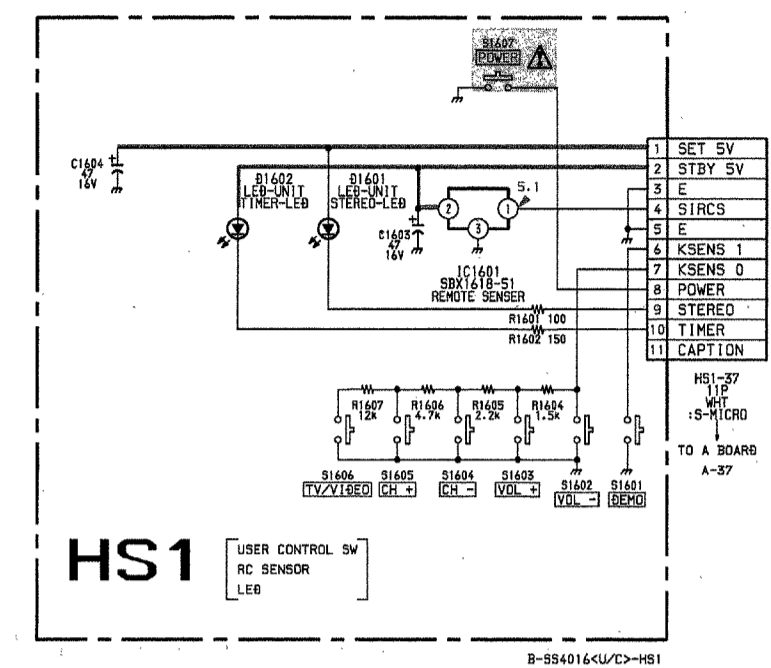 S1607
POWER
C1604
47
16V
D1602
LED-UNIT
TIMER-LED
D1601
LED-UNIT
STEREO-LED
C1603
47
16V
2
3
1
5.1
IC1601
SBX1618-51
REMOTE SENSER
R1601 100
R1602 150
1 SET 5V
2 STBY 5V
3 E
4 SIRCS
5 E
6 KSENS 1
7 KSENS 0
8 POWER
9 STEREO
10 TIMER
11 CAPTION
HS1-37
11P
WHT
:S-MICRO
TO A BOARD
A-37
R1607
12k
R1606
4.7k
R1605
2.2k
R1604
1.5k
S1606
TV/VIDEO
S1605
CH +
S1604
CH -
S1603
VOL +
S1602
VOL -
S1601
DEMO
HS1
USER CONTROL SW
RC SENSOR
LED
B-SS4016<U/C>-HS1